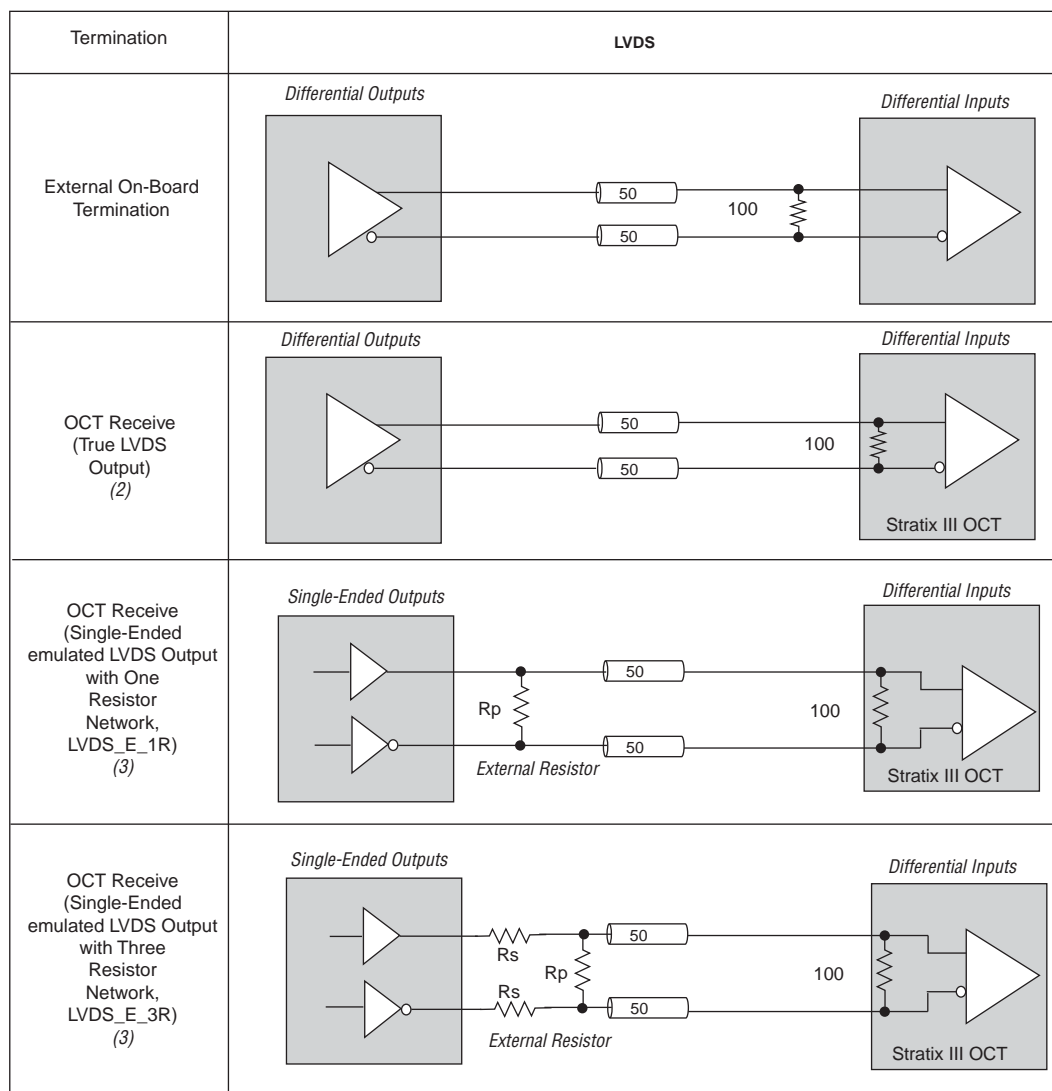 Termination
LVDS
External On-Board
Termination
Differential Outputs
Differential Inputs
50
100
50
OCT Receive
(True LVDS
Output)
(2)
Differential Outputs
Differential Inputs
50
100
50
Stratix III OCT
OCT Receive
(Single-Ended
emulated LVDS Output
with One
Resistor
Network,
LVDS_E_1R)
(3)
Single-Ended Outputs
Differential Inputs
50
Rp
100
50
External Resistor
Stratix III OCT
OCT Receive
(Single-Ended
emulated LVDS Output
with Three
Resistor
Network,
LVDS_E_3R)
(3)
Single-Ended Outputs
Differential Inputs
50
Rs
Rp
100
Rs
50
External Resistor
Stratix III OCT